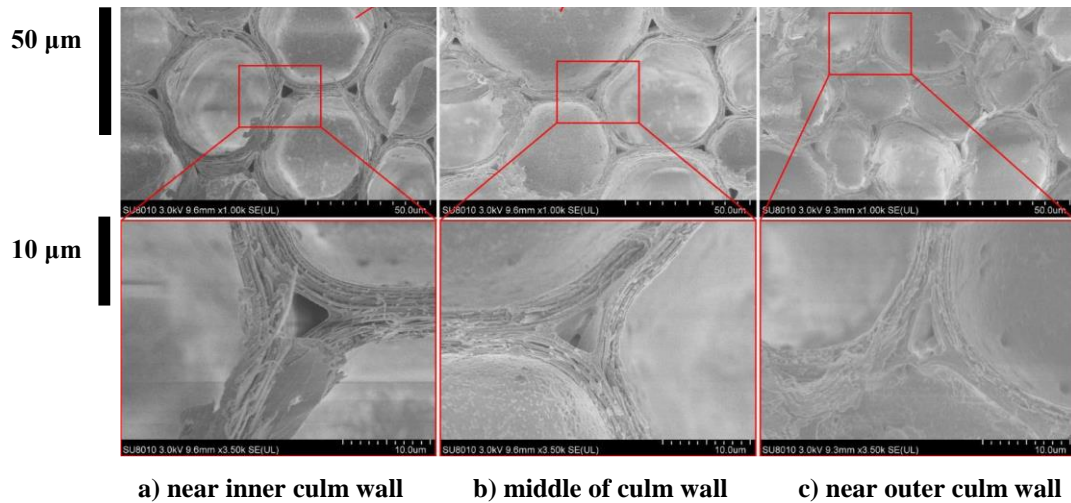 50 µm
SU8010 3.0kV 9.6mm x1.00k SE(UL) 50.0um
SU8010 3.0kV 9.6mm x1.00k SE(UL) 50.0um
SU8010 3.0kV 9.3mm x1.00k SE(UL) 50.0um
10 µm
SU8010 3.0kV 9.6mm x3.50k SE(UL) 10.0um
SU8010 3.0kV 9.6mm x3.50k SE(UL) 10.0um
SU8010 3.0kV 9.3mm x3.50k SE(UL) 10.0um
a) near inner culm wall
b) middle of culm wall
c) near outer culm wall